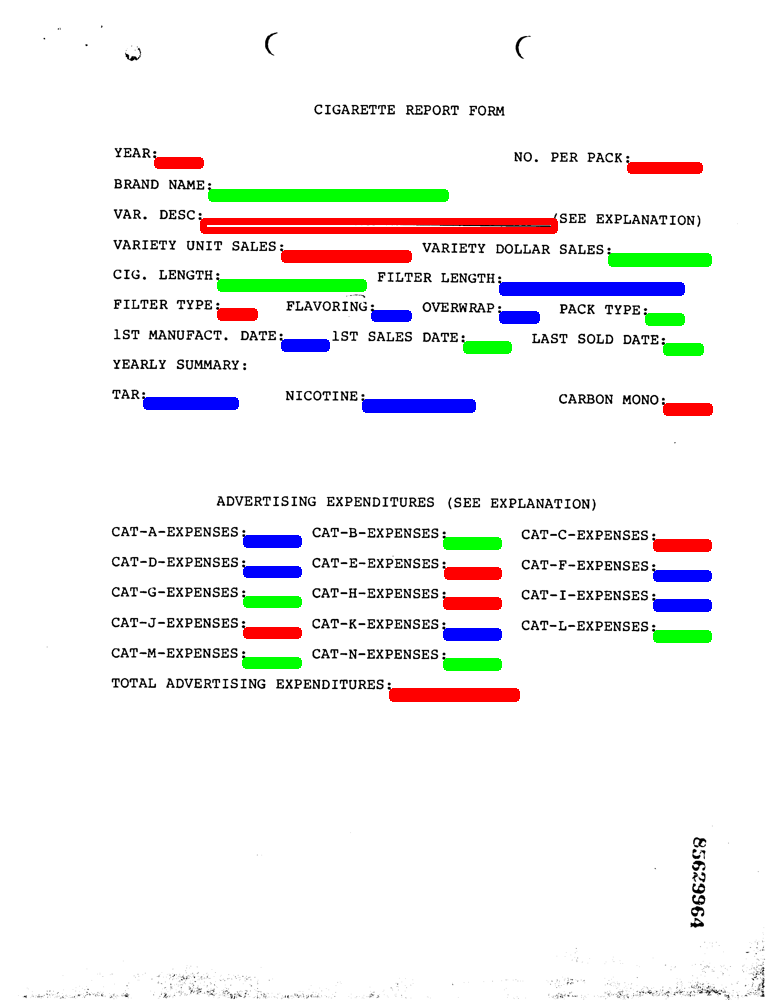 CIGARETTE REPORT FORM
YEAR: NO. PER PACK:
BRAND NAME:
VAR. DESC: (SEE EXPLANATION)
VARIETY UNIT SALES: VARIETY DOLLAR SALES:
CIG. LENGTH: FILTER LENGTH:
FILTER TYPE: FLAVORING: OVERWRAP: PACK TYPE:
1ST MANUFACT. DATE: 1ST SALES DATE: LAST SOLD DATE:
YEARLY SUMMARY:
TAR: NICOTINE: CARBON MONO:
ADVERTISING EXPENDITURES (SEE EXPLANATION)
CAT-A-EXPENSES: CAT-B-EXPENSES: CAT-C-EXPENSES:
CAT-D-EXPENSES: CAT-E-EXPENSES: CAT-F-EXPENSES:
CAT-G-EXPENSES: CAT-H-EXPENSES: CAT-I-EXPENSES:
CAT-J-EXPENSES: CAT-K-EXPENSES: CAT-L-EXPENSES:
CAT-M-EXPENSES: CAT-N-EXPENSES:
TOTAL ADVERTISING EXPENDITURES:
85629964